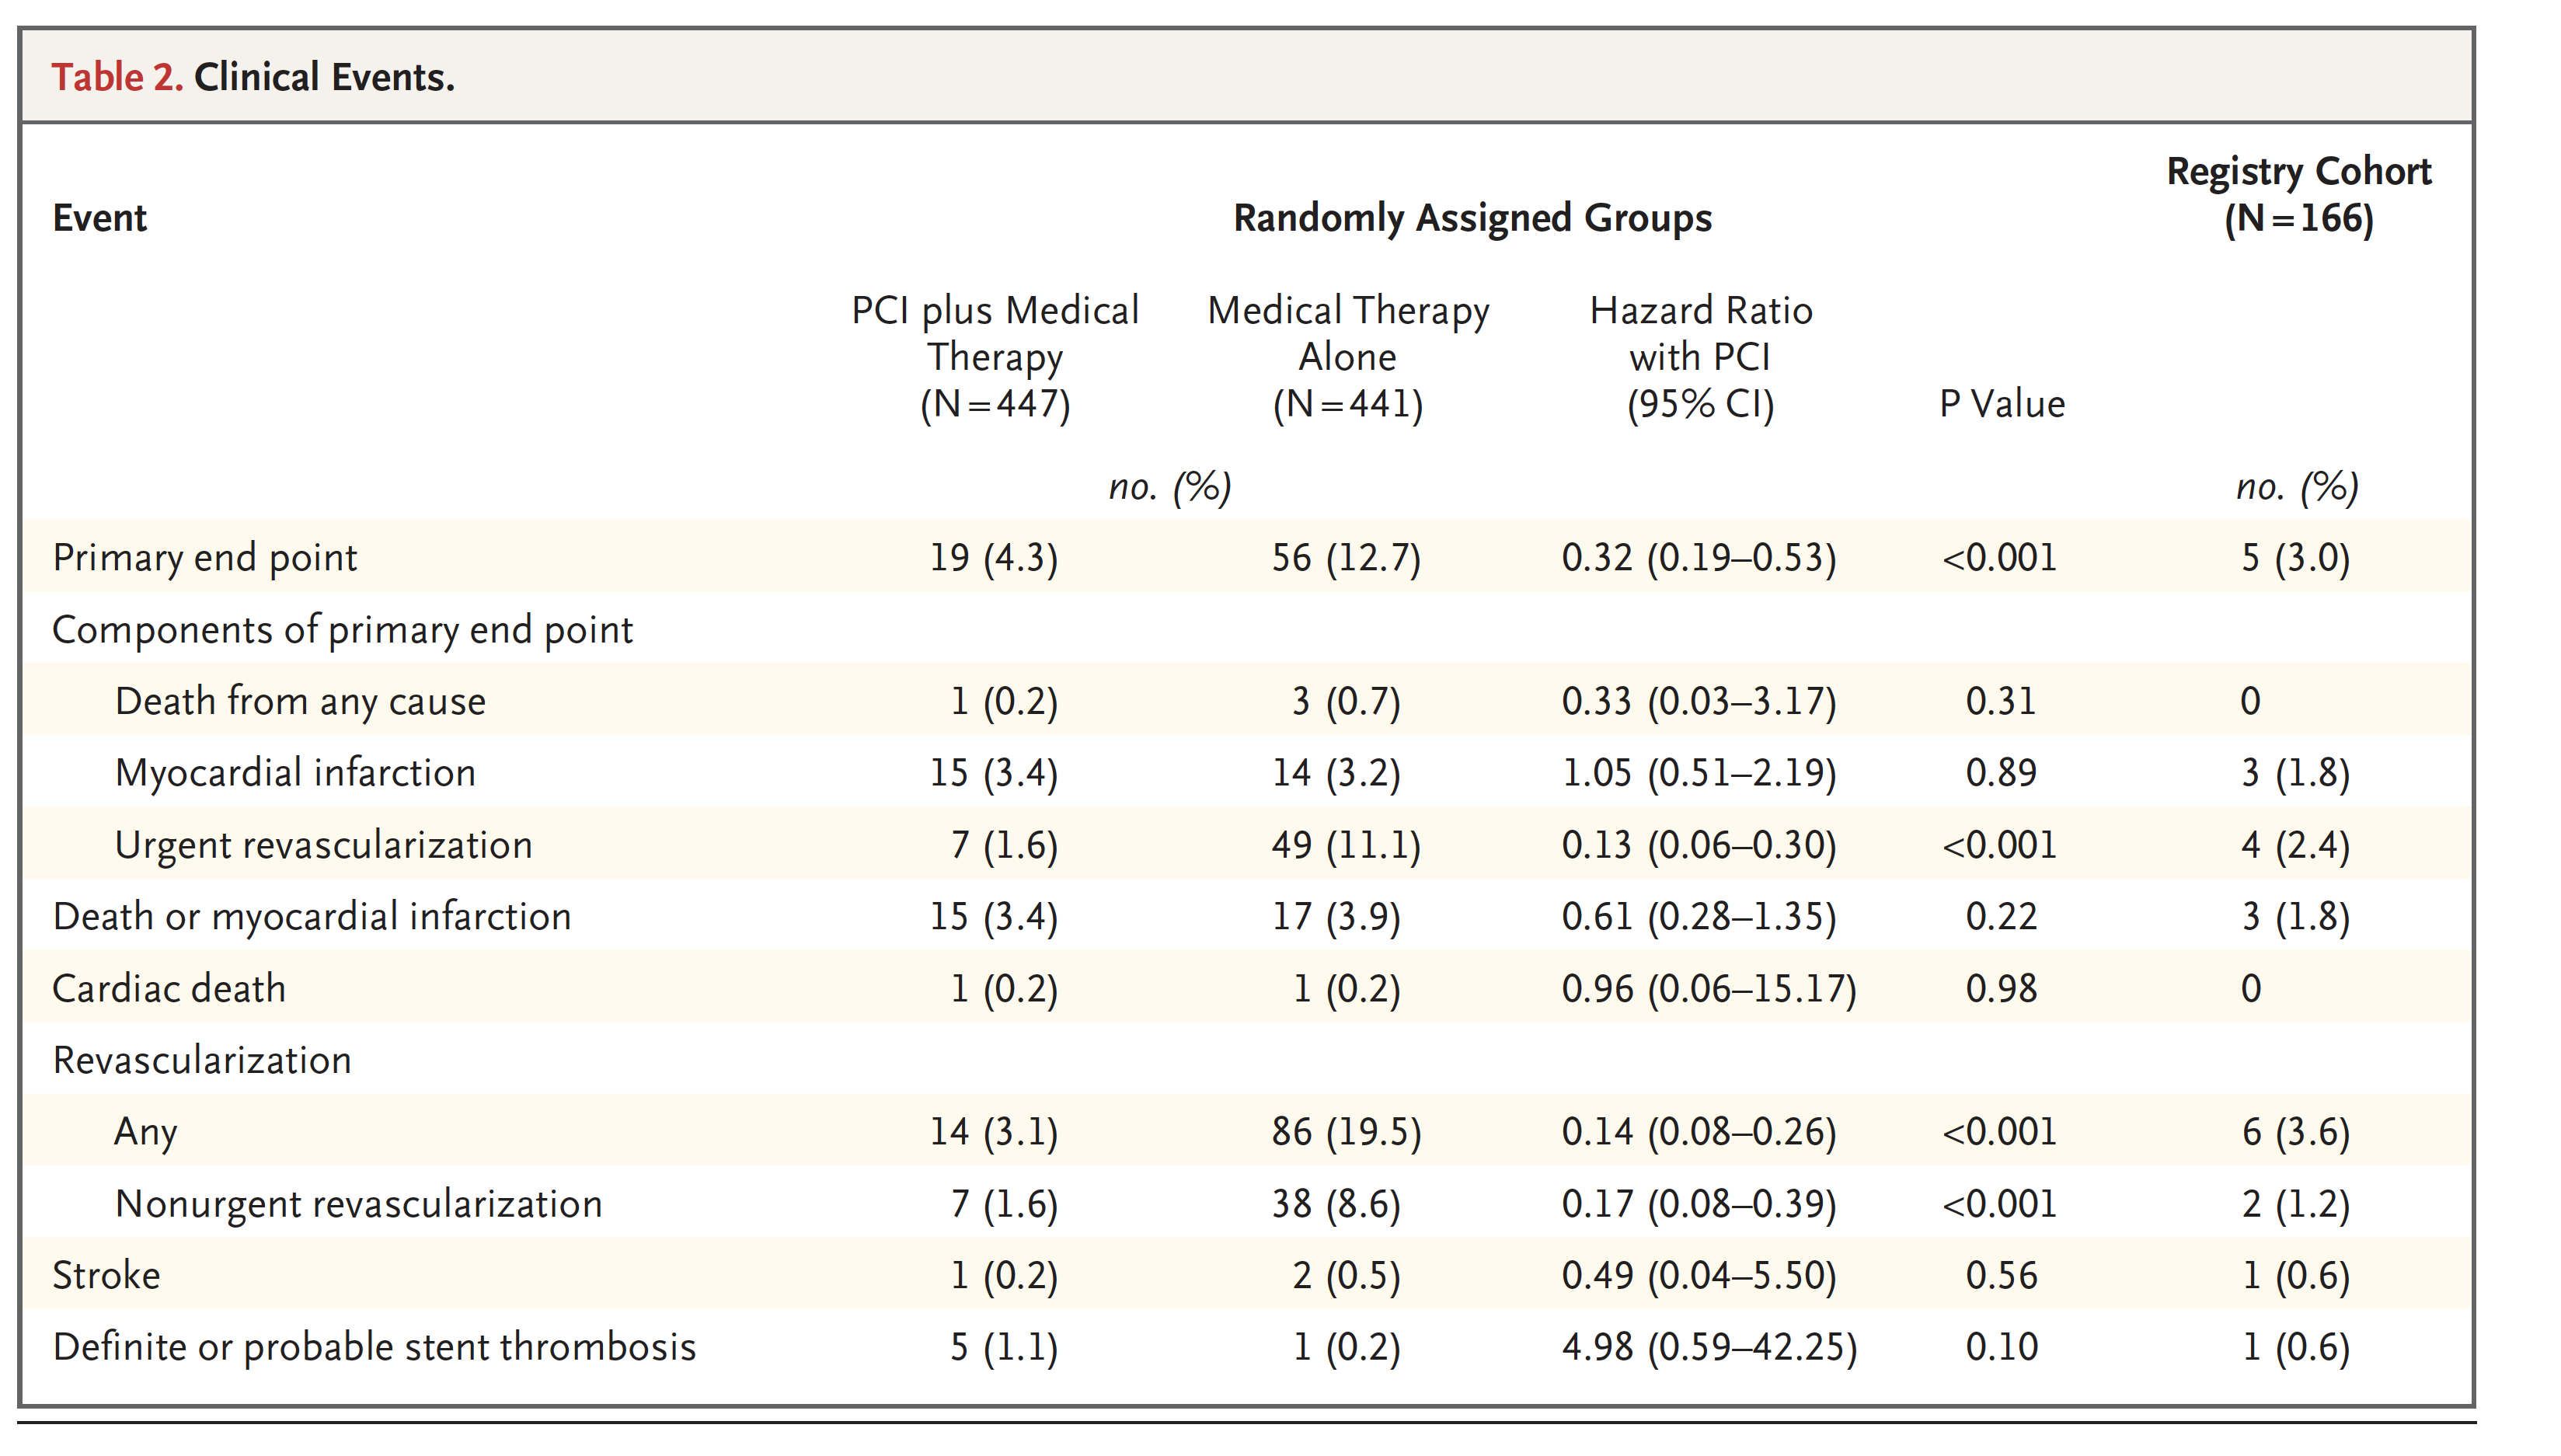 Table 2. Clinical Events.
Event Randomly Assigned Groups Registry Cohort (N=166)
PCI plus Medical Therapy (N=447) Medical Therapy Alone (N=441) Hazard Ratio with PCI (95% CI) P Value
no. (%) no. (%)
Primary end point 19 (4.3) 56 (12.7) 0.32 (0.19–0.53) <0.001 5 (3.0)
Components of primary end point
Death from any cause 1 (0.2) 3 (0.7) 0.33 (0.03–3.17) 0.31 0
Myocardial infarction 15 (3.4) 14 (3.2) 1.05 (0.51–2.19) 0.89 3 (1.8)
Urgent revascularization 7 (1.6) 49 (11.1) 0.13 (0.06–0.30) <0.001 4 (2.4)
Death or myocardial infarction 15 (3.4) 17 (3.9) 0.61 (0.28–1.35) 0.22 3 (1.8)
Cardiac death 1 (0.2) 1 (0.2) 0.96 (0.06–15.17) 0.98 0
Revascularization
Any 14 (3.1) 86 (19.5) 0.14 (0.08–0.26) <0.001 6 (3.6)
Nonurgent revascularization 7 (1.6) 38 (8.6) 0.17 (0.08–0.39) <0.001 2 (1.2)
Stroke 1 (0.2) 2 (0.5) 0.49 (0.04–5.50) 0.56 1 (0.6)
Definite or probable stent thrombosis 5 (1.1) 1 (0.2) 4.98 (0.59–42.25) 0.10 1 (0.6)